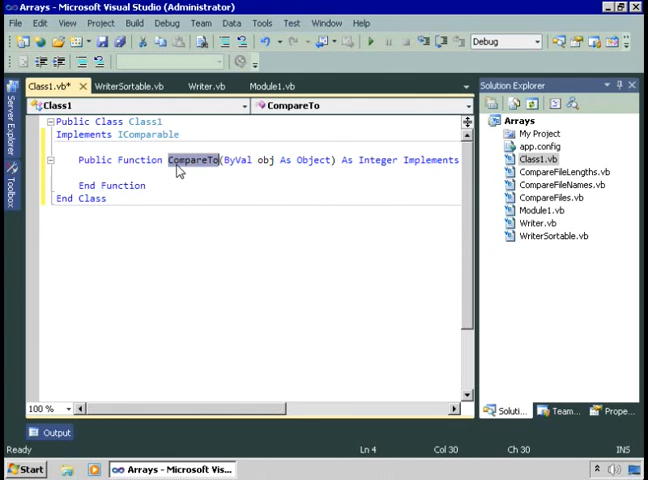 Arrays - Microsoft Visual Studio (Administrator)
File Edit View Project Build Debug Team Data Tools Test Window Help
Debug
Class1.vb* WriterSortable.vb Writer.vb Module1.vb
Solution Explorer
Class1 CompareTo
Public Class Class1
Implements IComparable
Public Function CompareTo(ByVal obj As Object) As Integer Implements
End Function
End Class
Arrays
My Project
app.config
Class1.vb
CompareFileLengths.vb
CompareFileNames.vb
CompareFiles.vb
Module1.vb
Writer.vb
WriterSortable.vb
Server Explorer
Toolbox
100 %
Soluti... Team... Prope...
Output
Ready Ln 4 Col 30 Ch 30 INS
Start Arrays - Microsoft Vis...